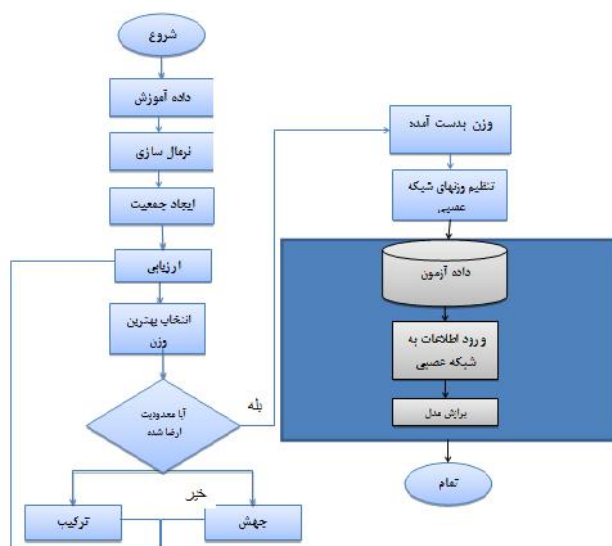 شروع
داده آموزش
نرمال سازی
ایجاد جمعیت
ارزیابی
انتخاب بهترین
وزن
آیا معدودیت
ارضا شده
بله
خیر
ترکیب
جهش
وزن بدست آمده
تنظیم وزنهای شبکه
عصبی
داده آزمون
ورود اطلاعات به
شبکه عصبی
برازش مدل
تمام